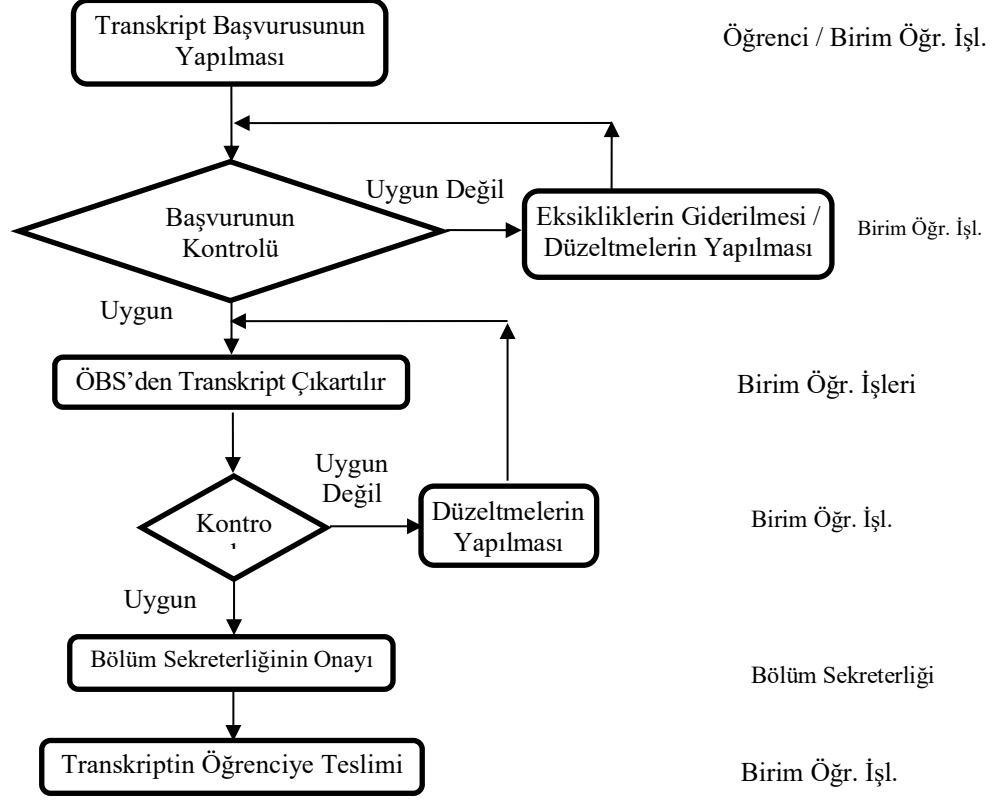 Transkript Başvurusunun
Yapılması
Öğrenci / Birim Öğr. İşl.
Uygun Değil
Başvurunun
Kontrolü
Eksikliklerin Giderilmesi /
Düzeltmelerin Yapılması
Birim Öğr. İşl.
Uygun
ÖBS’den Transkript Çıkartılır
Birim Öğr. İşleri
Uygun
Değil
Kontro
Düzeltmelerin
Yapılması
Birim Öğr. İşl.
Uygun
Bölüm Sekreterliğinin Onayı
Bölüm Sekreterliği
Transkriptin Öğrenciye Teslimi
Birim Öğr. İşl.